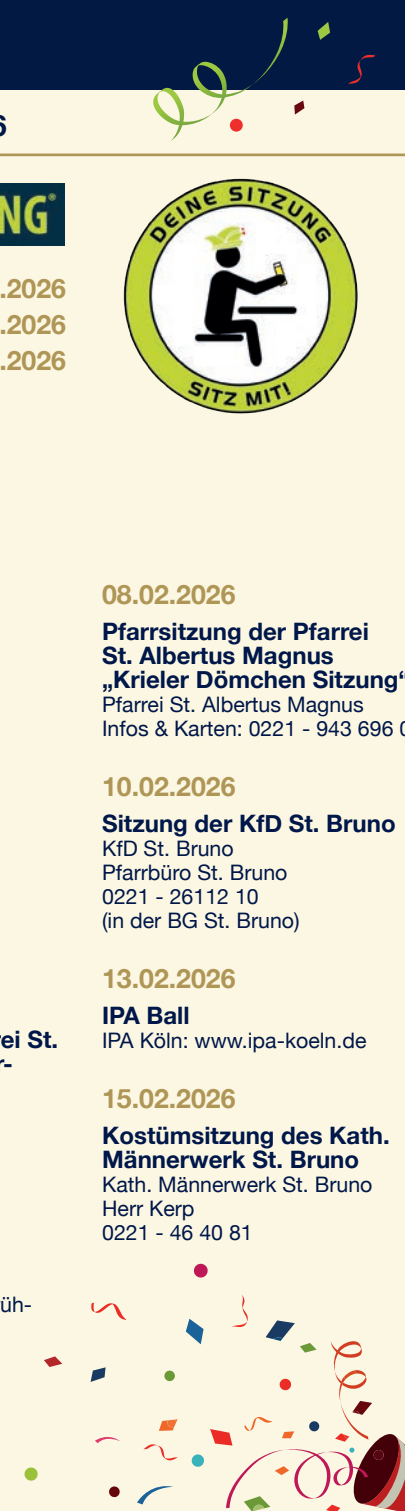 6
NG®
.2026
.2026
.2026
ei St.
r-
üh-
DEINE SITZUNG
SITZ MIT!
08.02.2026
Pfarrsitzung der Pfarrei
St. Albertus Magnus
„Krieler Dömchen Sitzung“
Pfarrei St. Albertus Magnus
Infos & Karten: 0221 - 943 696 0
10.02.2026
Sitzung der KfD St. Bruno
KfD St. Bruno
Pfarrbüro St. Bruno
0221 - 26112 10
(in der BG St. Bruno)
13.02.2026
IPA Ball
IPA Köln: www.ipa-koeln.de
15.02.2026
Kostümsitzung des Kath.
Männerwerk St. Bruno
Kath. Männerwerk St. Bruno
Herr Kerp
0221 - 46 40 81